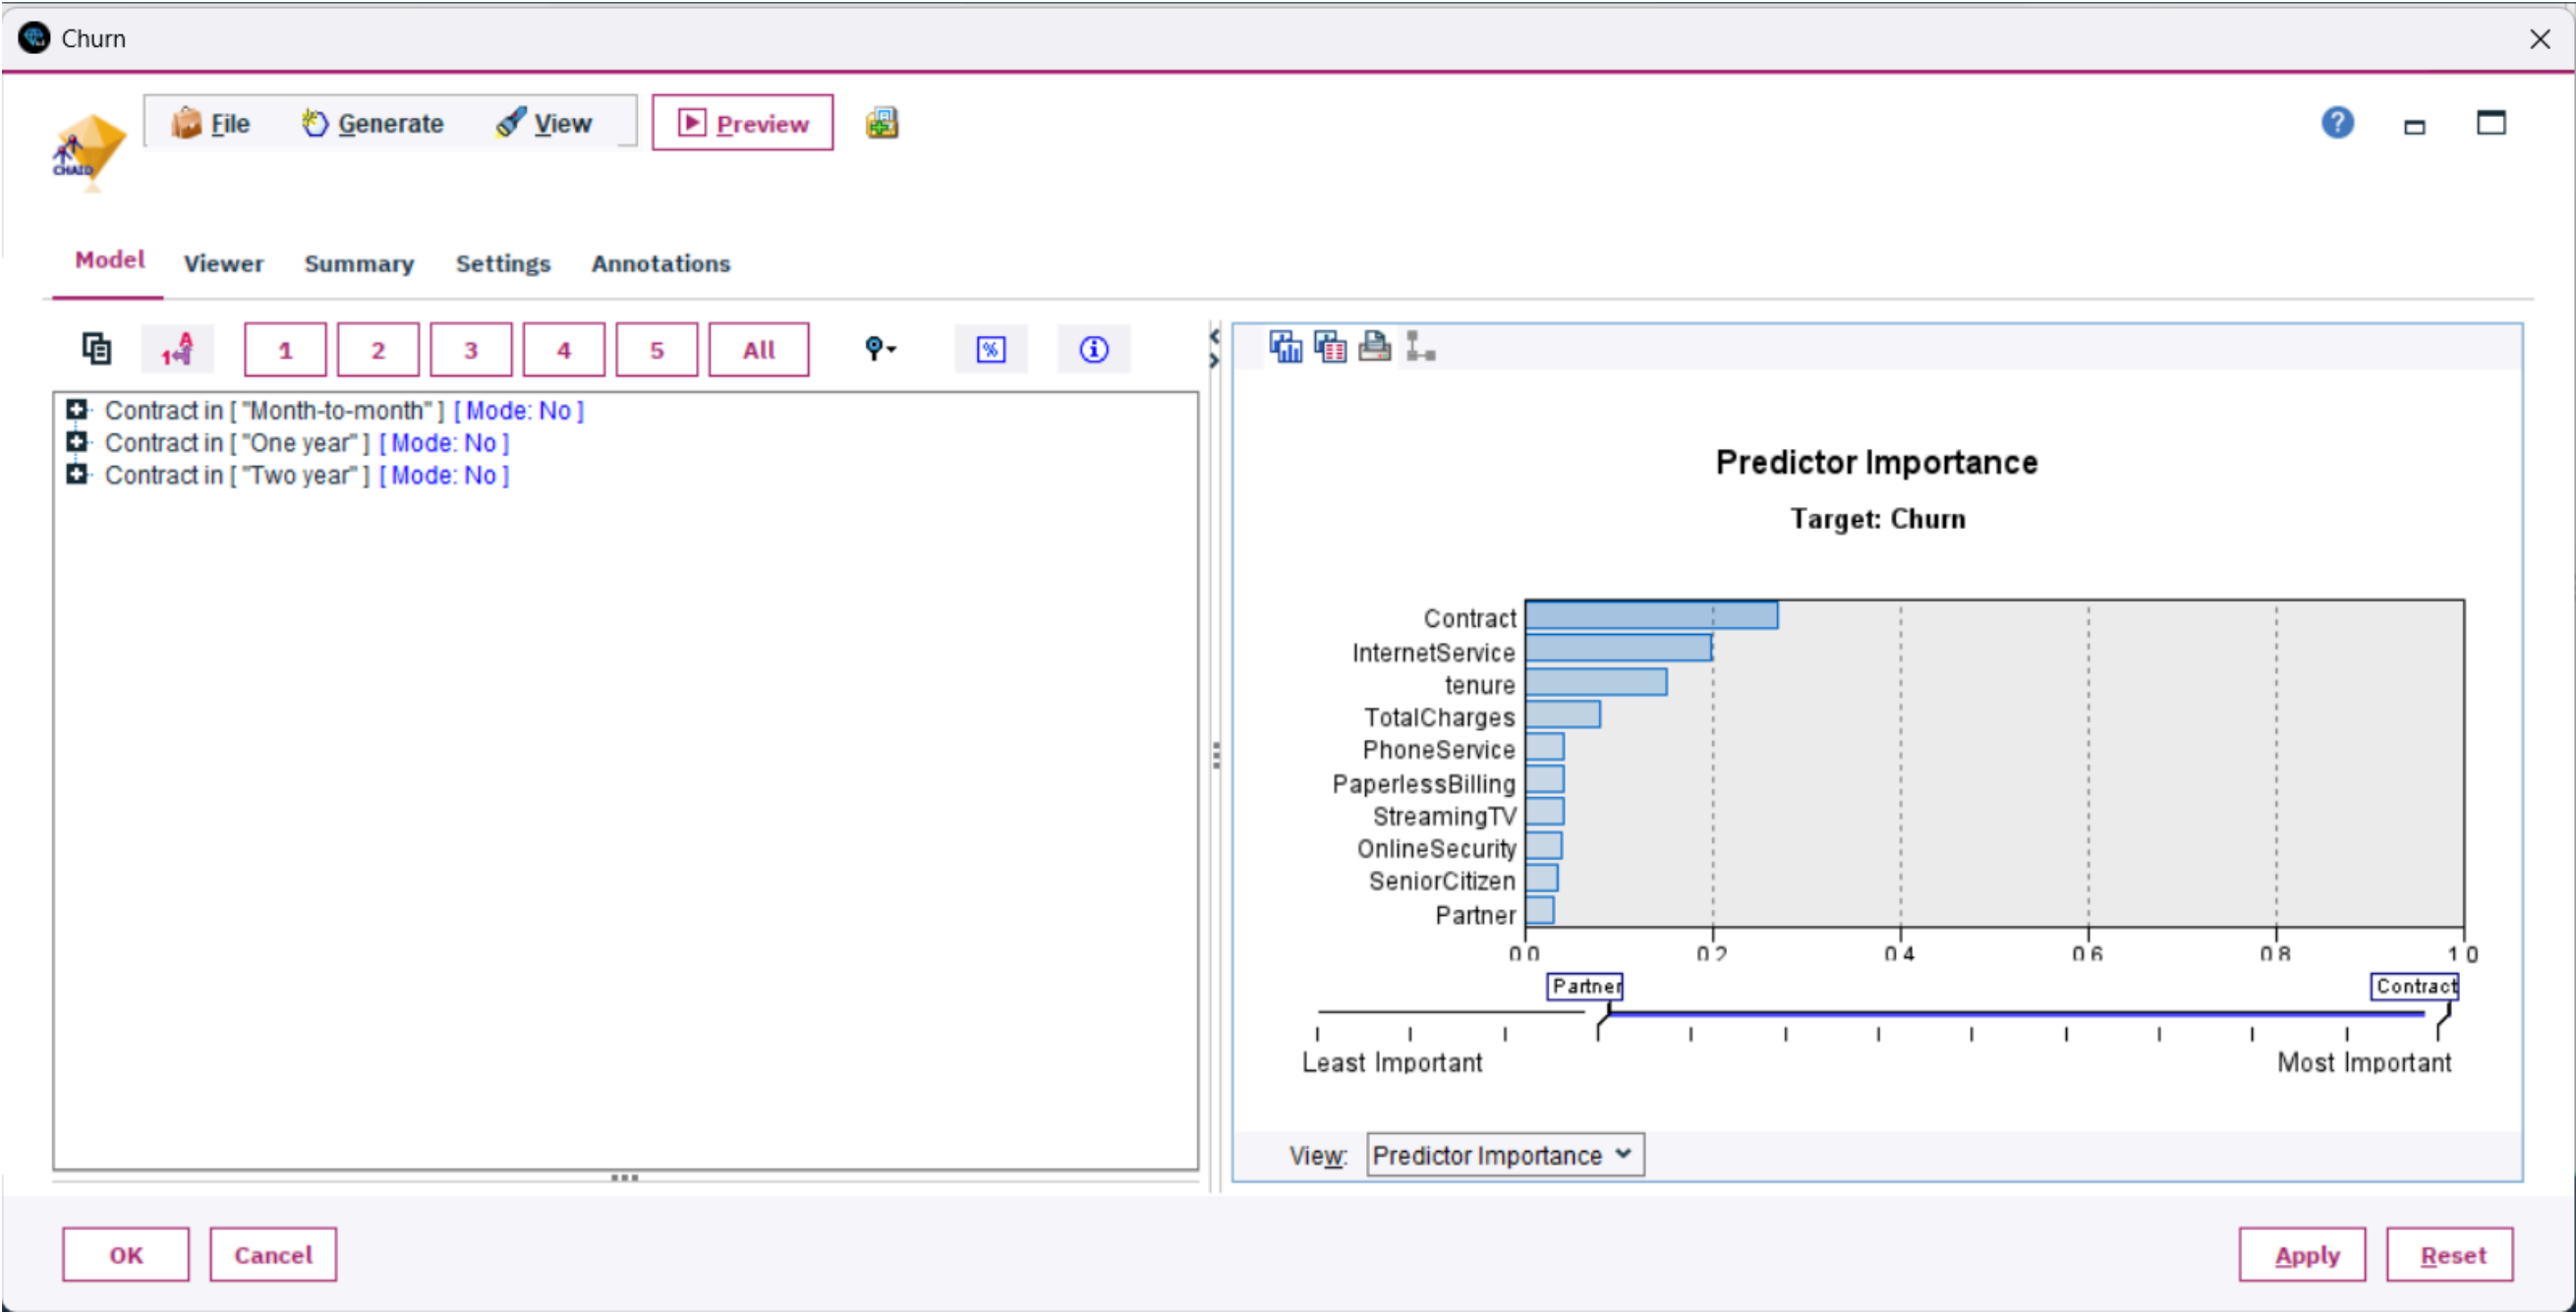 Churn
File Generate View Preview
CHAID
Model Viewer Summary Settings Annotations
1 2 3 4 5 All
Contract in [ "Month-to-month" ] [ Mode: No ]
Contract in [ "One year" ] [ Mode: No ]
Contract in [ "Two year" ] [ Mode: No ]
Predictor Importance
Target: Churn
Contract
InternetService
tenure
TotalCharges
PhoneService
PaperlessBilling
StreamingTV
OnlineSecurity
SeniorCitizen
Partner
0.0 0.2 0.4 0.6 0.8 1.0
Partner Contract
Least Important Most Important
View: Predictor Importance
OK Cancel Apply Reset